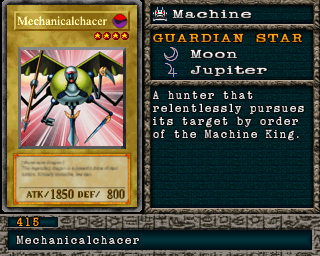 Mechanicalchacer
ATK/1850 DEF/ 800
Machine
GUARDIAN STAR
Moon
Jupiter
A hunter that
relentlessly pursues
its target by order
of the Machine King.
415
Mechanicalchacer